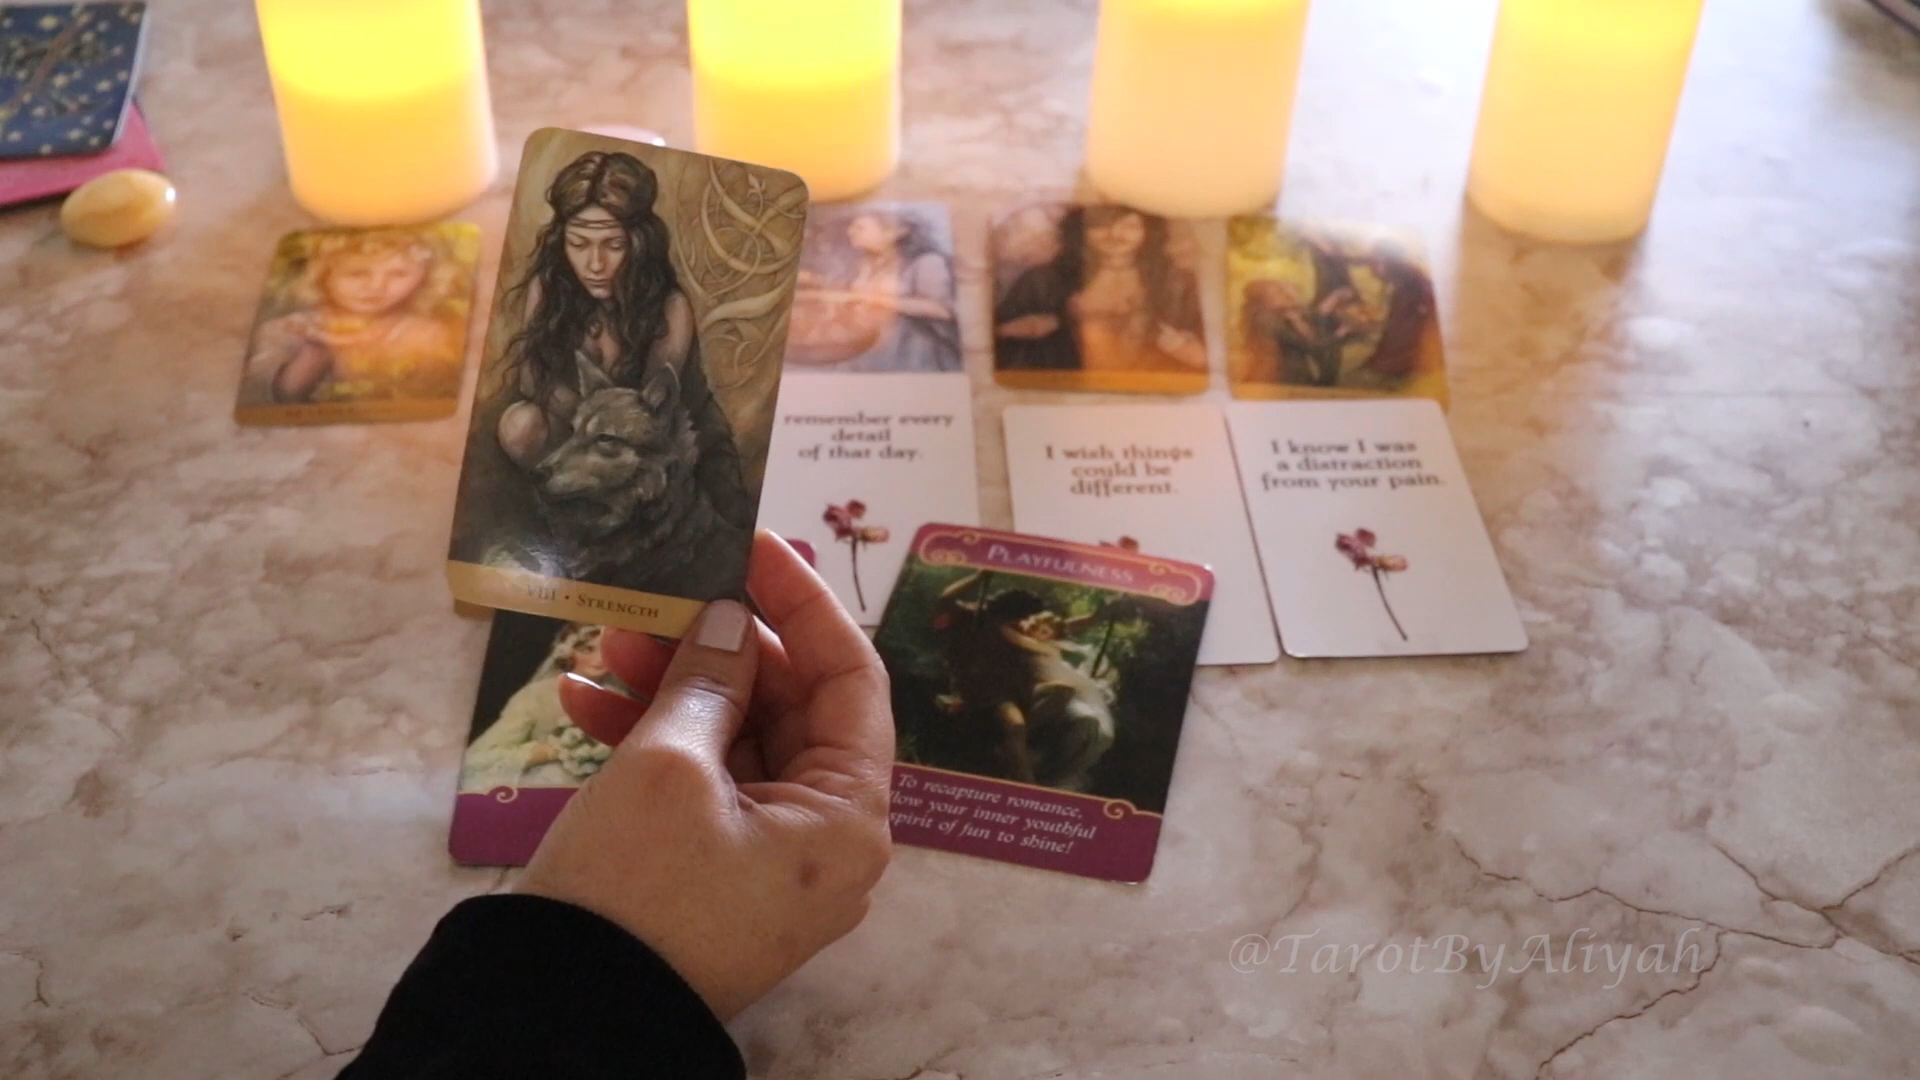 VIII • STRENGTH
remember every
detail
of that day.
I wish things
could be
different.
I know I was
a distraction
from your pain.
PLAYFULNESS
To recapture romance,
your inner youthful
spirit of fun to shine!
@TarotByAliyah